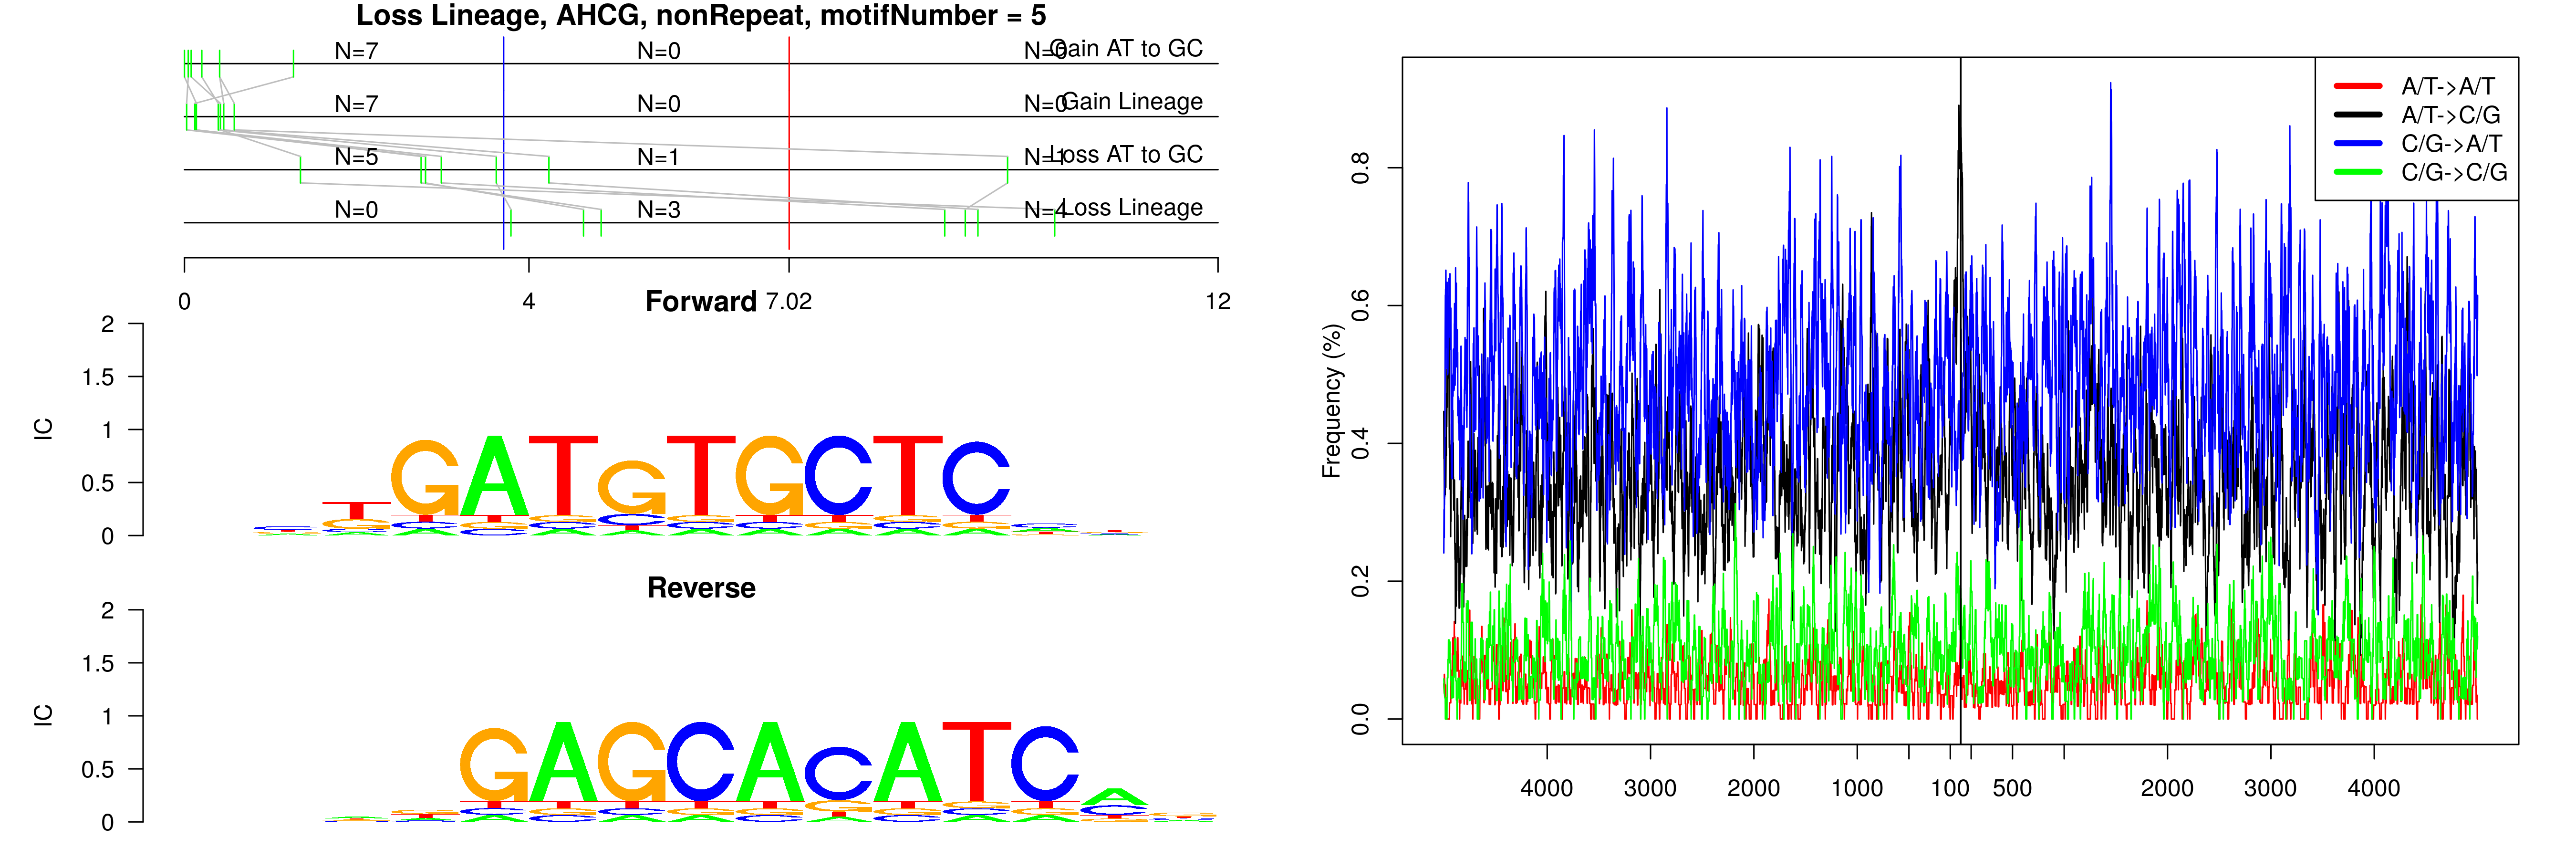 Loss Lineage, AHCG, nonRepeat, motifNumber = 5
N=7 N=0 N=0 Gain AT to GC
N=7 N=0 N=0 Gain Lineage
N=5 N=1 N=1 Loss AT to GC
N=0 N=3 N=4 Loss Lineage
0 4 7.02 12
Forward
2
1.5
1
0.5
0
IC
TGATGTGCTC
Reverse
2
1.5
1
0.5
0
IC
GAGCACATCA
Frequency (%)
0.8
0.6
0.4
0.2
0.0
4000 3000 2000 1000 100 500 2000 3000 4000
A/T->A/T
A/T->C/G
C/G->A/T
C/G->C/G